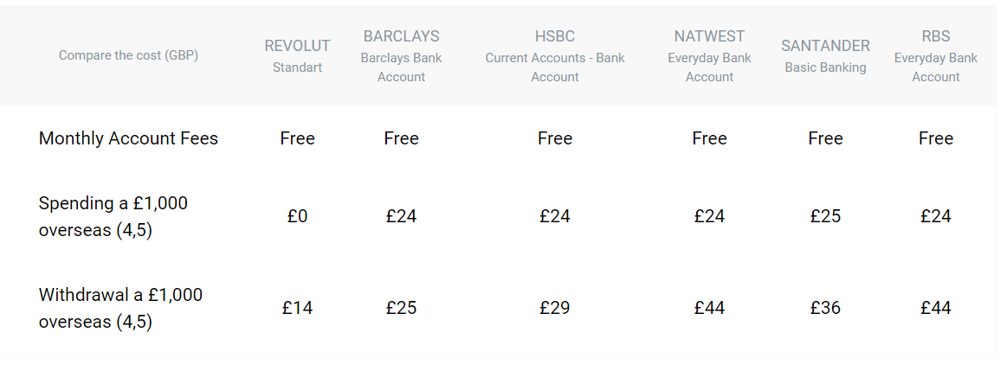 Compare the cost (GBP)
REVOLUT
Standart
BARCLAYS
Barclays Bank
Account
HSBC
Current Accounts - Bank
Account
NATWEST
Everyday Bank
Account
SANTANDER
Basic Banking
RBS
Everyday Bank
Account
Monthly Account Fees Free Free Free Free Free Free
Spending a £1,000
overseas (4,5) £0 £24 £24 £24 £25 £24
Withdrawal a £1,000
overseas (4,5) £14 £25 £29 £44 £36 £44